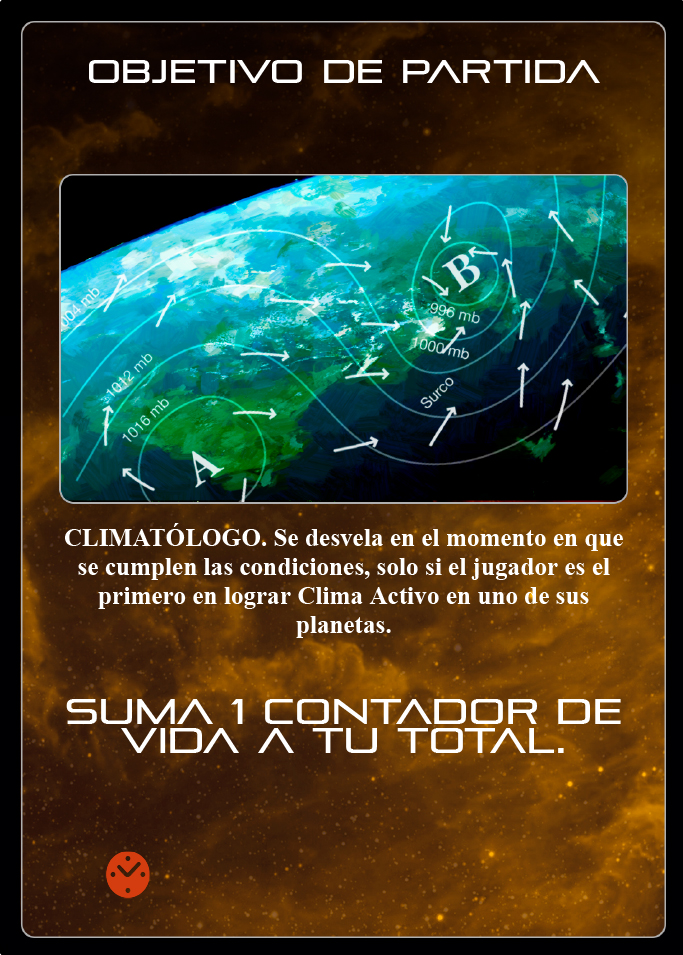 OBJETIVO DE PARTIDA
B
996 mb
1000 mb
1012 mb
1016 mb
Surco
A
CLIMATÓLOGO. Se desvela en el momento en que
se cumplen las condiciones, solo si el jugador es el
primero en lograr Clima Activo en uno de sus
planetas.
SUMA 1 CONTADOR DE
VIDA A TU TOTAL.